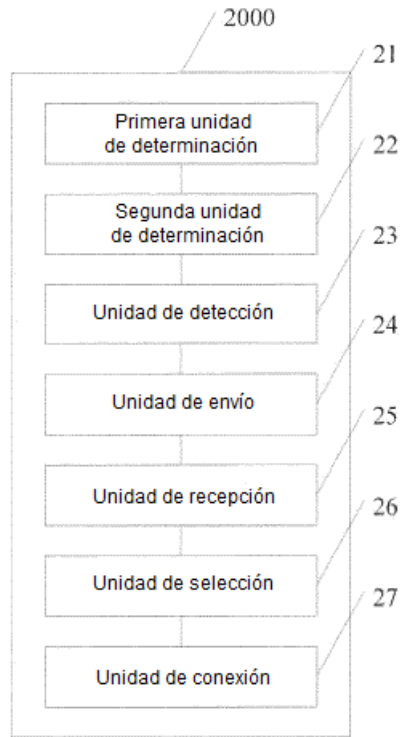 2000
21
Primera unidad
de determinación
22
Segunda unidad
de determinación
23
Unidad de detección
24
Unidad de envío
25
Unidad de recepción
26
Unidad de selección
27
Unidad de conexión